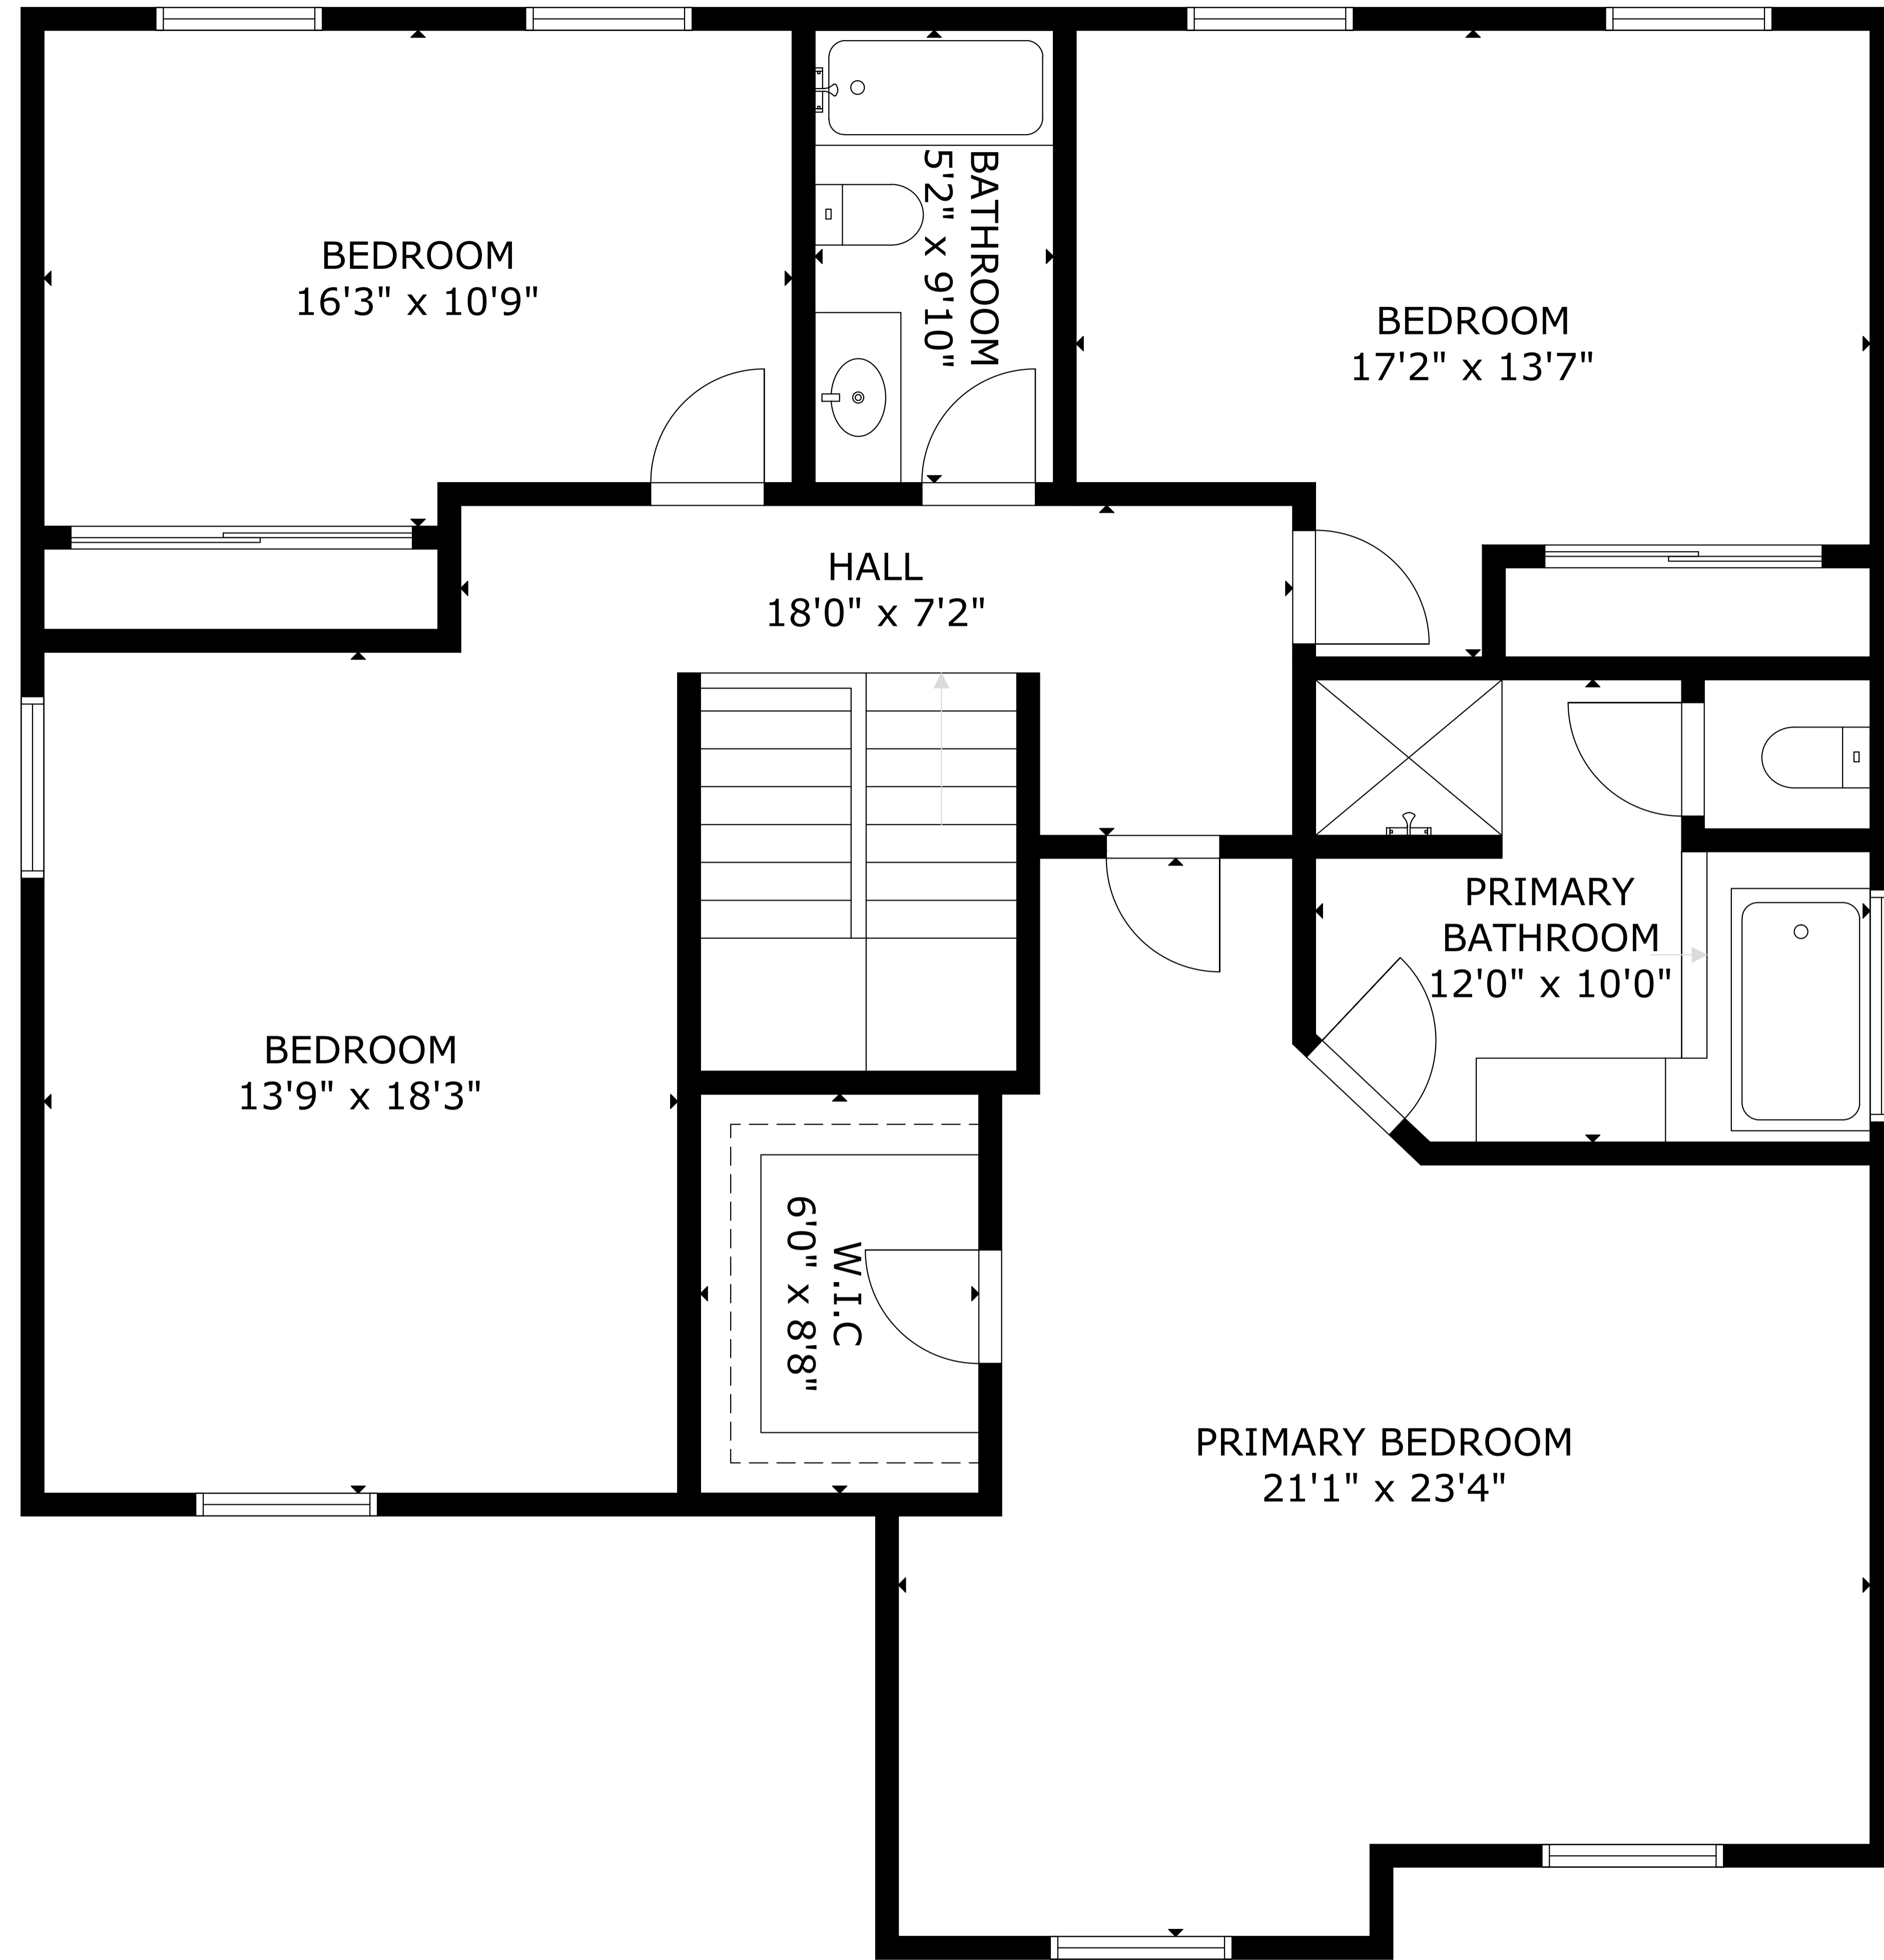 BEDROOM
16'3" x 10'9"
BATHROOM
5'2" x 9'10"
BEDROOM
17'2" x 13'7"
HALL
18'0" x 7'2"
PRIMARY
BATHROOM
12'0" x 10'0"
BEDROOM
13'9" x 18'3"
W.I.C
6'0" x 8'8"
PRIMARY BEDROOM
21'1" x 23'4"